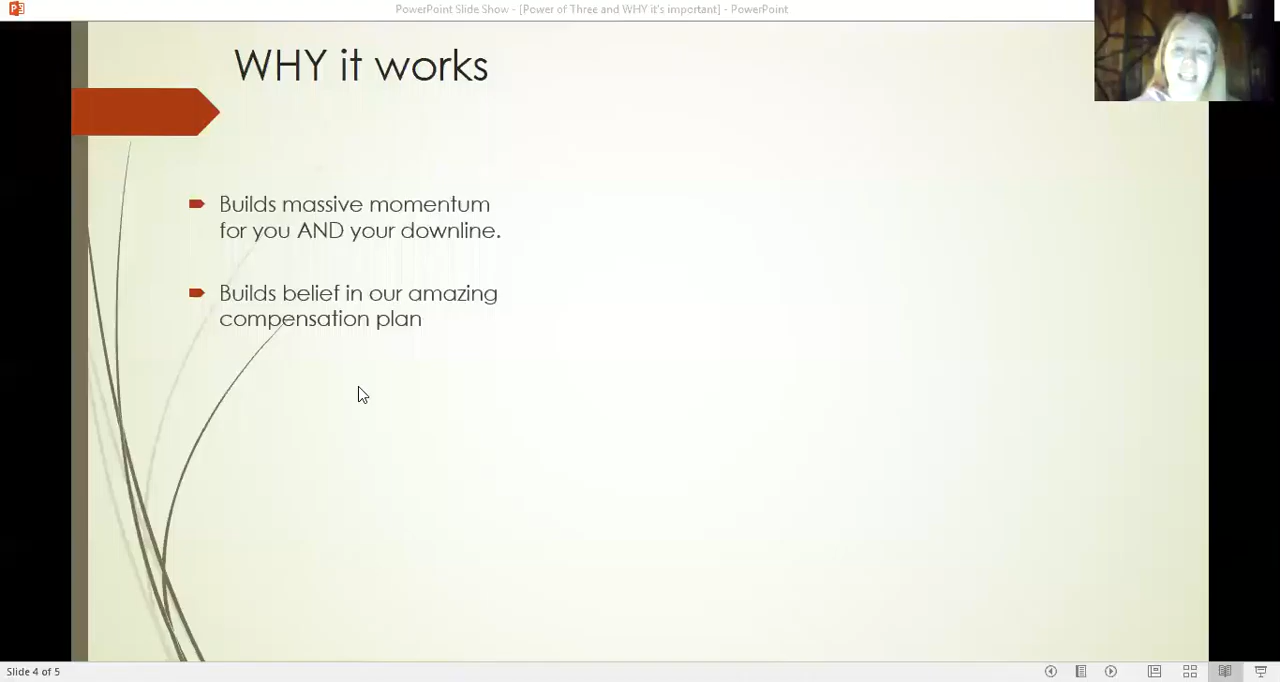 PowerPoint Slide Show - [Power of Three and WHY it's important] - PowerPoint
WHY it works
Builds massive momentum
for you AND your downline.
Builds belief in our amazing
compensation plan
Slide 4 of 5